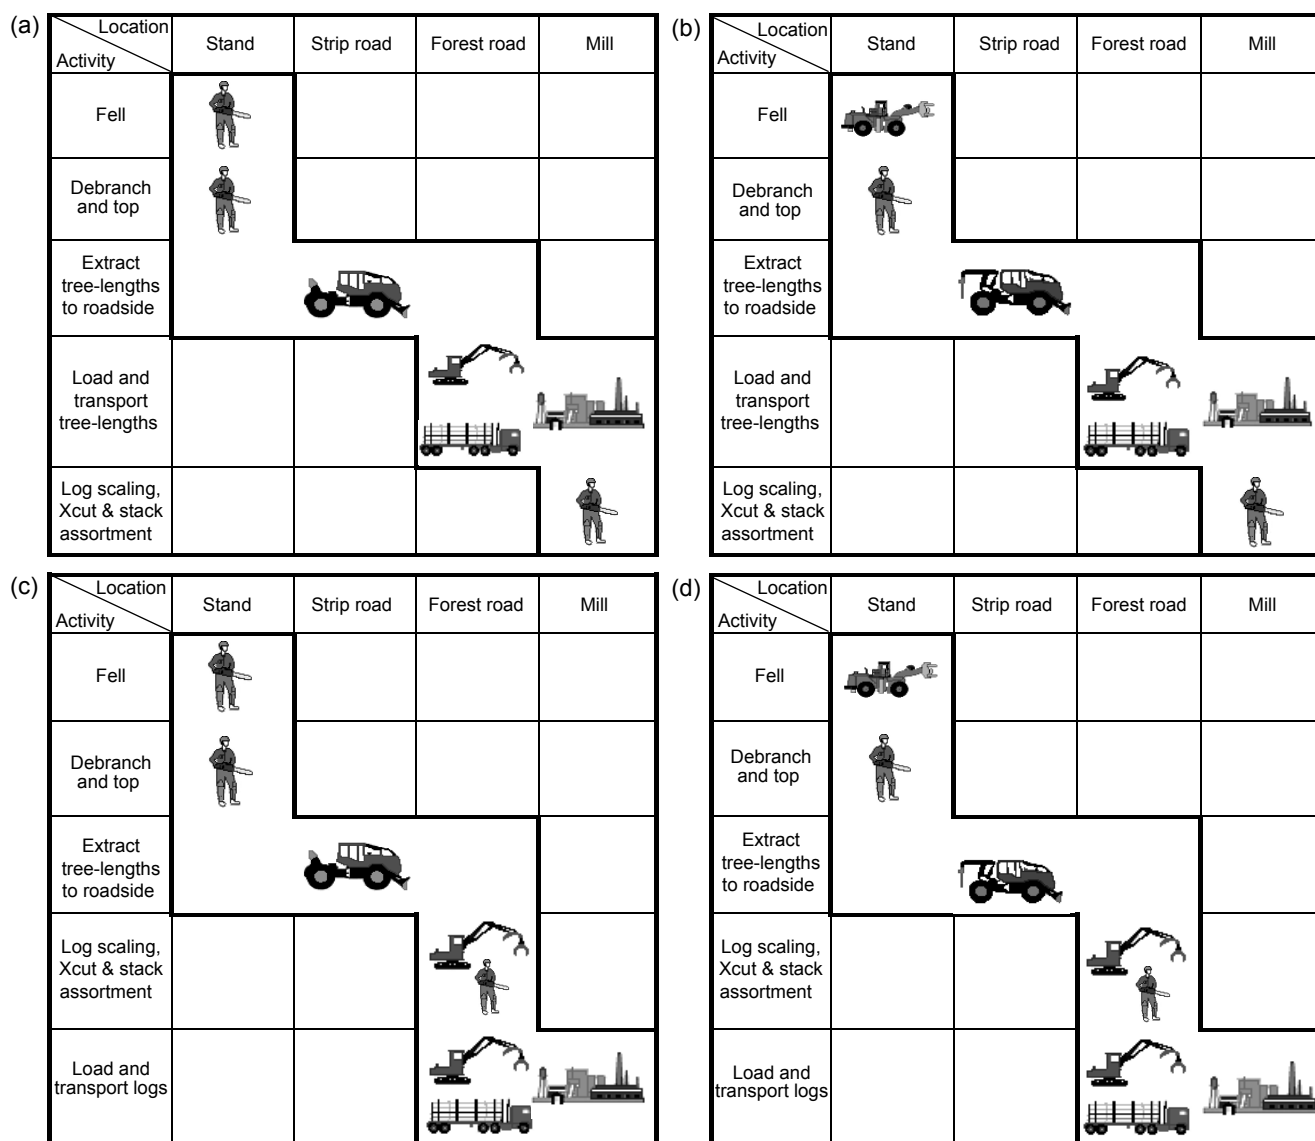 (a)
Location
Activity
Stand
Strip road
Forest road
Mill
Fell
Debranch
and top
Extract
tree-lengths
to roadside
Load and
transport
tree-lengths
Log scaling,
Xcut & stack
assortment
(b)
Location
Activity
Stand
Strip road
Forest road
Mill
Fell
Debranch
and top
Extract
tree-lengths
to roadside
Load and
transport
tree-lengths
Log scaling,
Xcut & stack
assortment
(c)
Location
Activity
Stand
Strip road
Forest road
Mill
Fell
Debranch
and top
Extract
tree-lengths
to roadside
Log scaling,
Xcut & stack
assortment
Load and
transport logs
(d)
Location
Activity
Stand
Strip road
Forest road
Mill
Fell
Debranch
and top
Extract
tree-lengths
to roadside
Log scaling,
Xcut & stack
assortment
Load and
transport logs